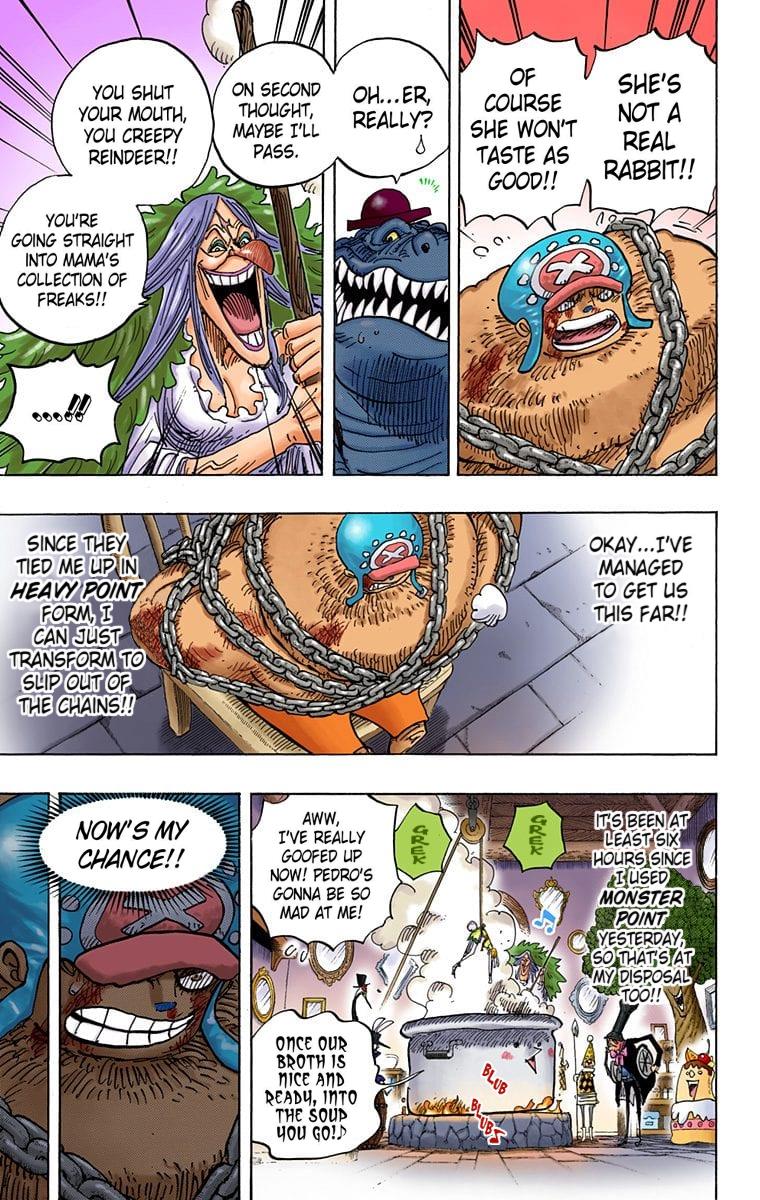 SHE'S
NOT A
REAL
RABBIT!!
OF
COURSE
SHE WON'T
TASTE AS
GOOD!!
OH...ER,
REALLY?
ON SECOND
THOUGHT,
MAYBE I'LL
PASS.
YOU SHUT
YOUR MOUTH,
YOU CREEPY
REINDEER!!
YOU'RE
GOING STRAIGHT
INTO MAMA'S
COLLECTION OF
FREAKS!!
...!!
OKAY...I'VE
MANAGED
TO GET US
THIS FAR!!
SINCE THEY
TIED ME UP IN
HEAVY POINT
FORM, I
CAN JUST
TRANSFORM TO
SLIP OUT OF
THE CHAINS!!
IT'S BEEN AT
LEAST SIX
HOURS SINCE
I USED
MONSTER
POINT
YESTERDAY,
SO THAT'S AT
MY DISPOSAL
TOO!!
GREK
GREK
AWW,
I'VE REALLY
GOOFED UP
NOW! PEDRO'S
GONNA BE SO
MAD AT ME!
ONCE OUR
BROTH IS
NICE AND
READY, INTO
THE SOUP
YOU GO!♪
BLUB
BLUB
NOW'S MY
CHANCE!!